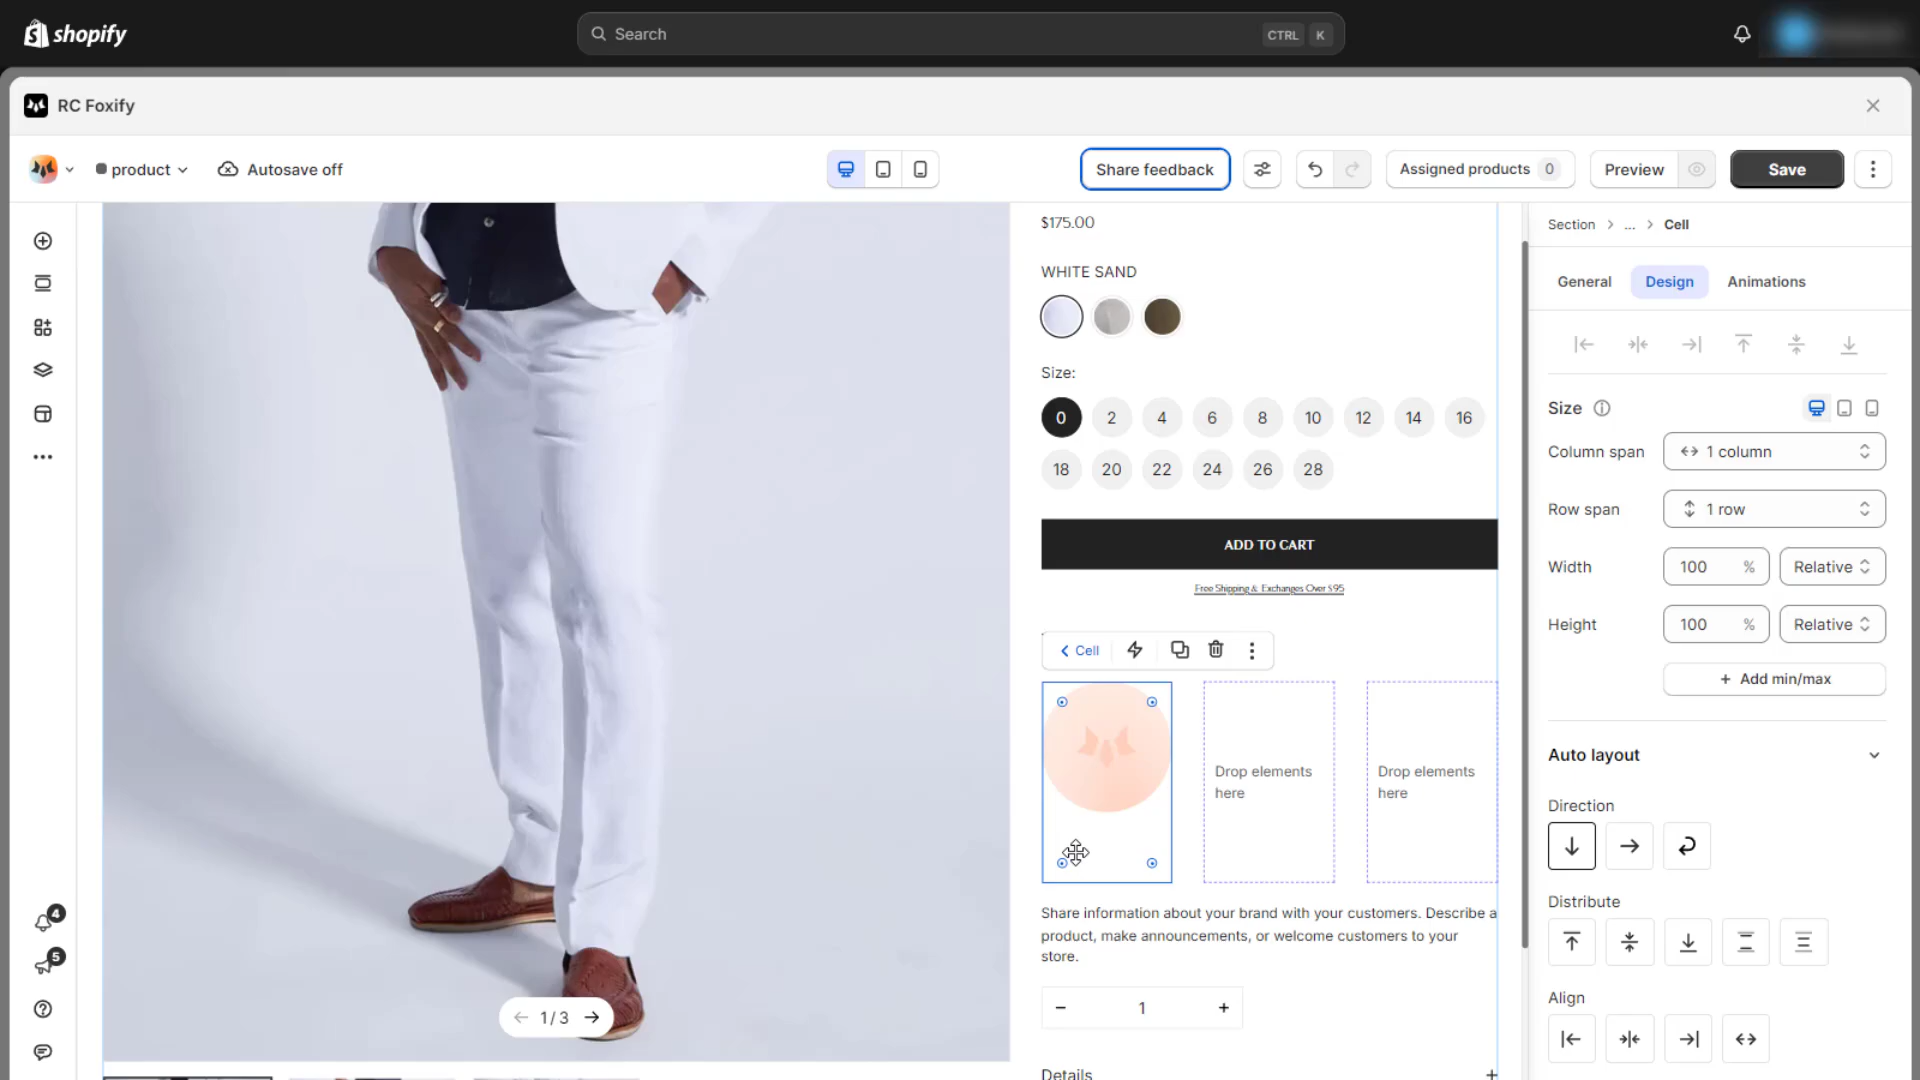 shopify
Search
CTRL K
RC Foxify
product
Autosave off
Share feedback
Assigned products 0
Preview
Save
Section > ... > Cell
General
Design
Animations
Size
Column span
1 column
Row span
1 row
Width
100 %
Relative
Height
100 %
Relative
+ Add min/max
Auto layout
Direction
Distribute
Align
$175.00
WHITE SAND
Size:
0 2 4 6 8 10 12 14 16
18 20 22 24 26 28
ADD TO CART
Free Shipping & Exchanges Over $95
Cell
Drop elements
here
Drop elements
here
Share information about your brand with your customers. Describe a
product, make announcements, or welcome customers to your
store.
− 1 +
Details +
1 / 3
4
5